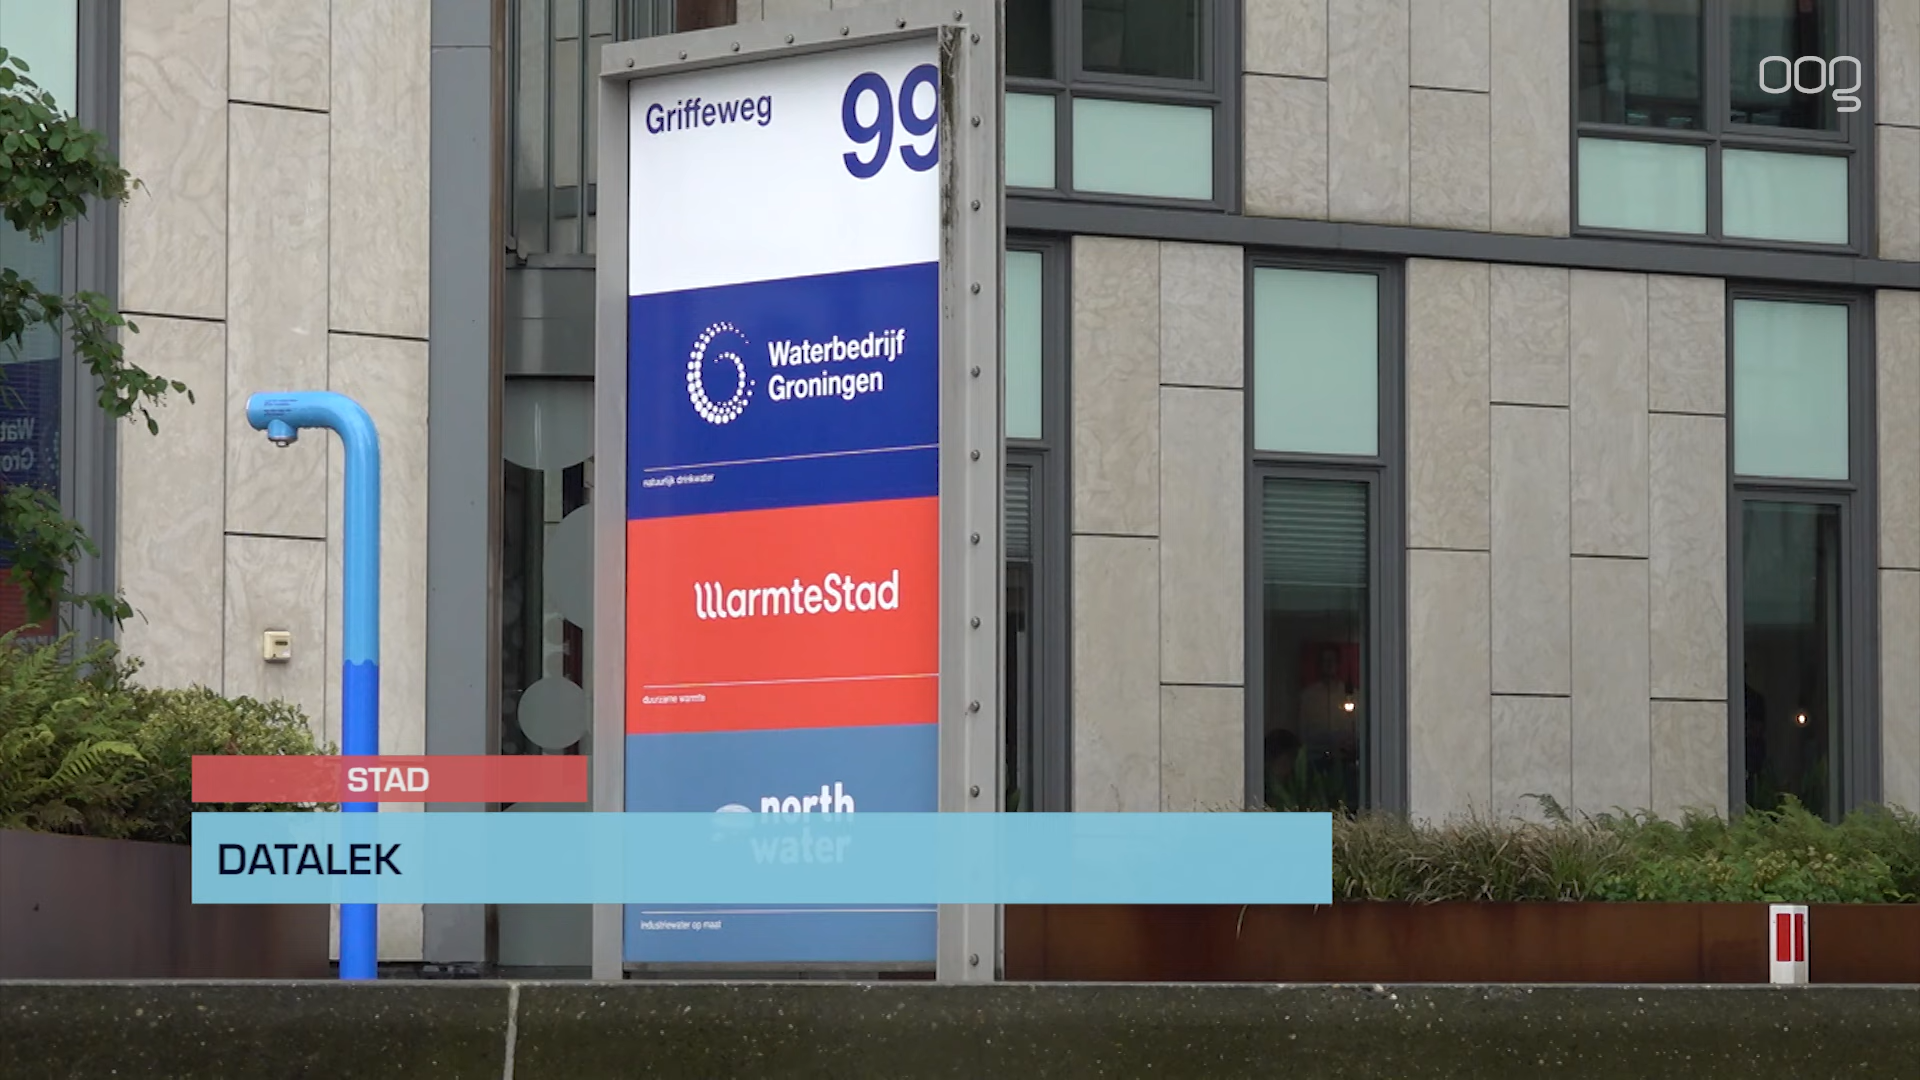 oog
Griffeweg
99
Waterbedrijf
Groningen
natuurlijk drinkwater
WarmteStad
duurzame warmte
north
water
industriewater op maat
STAD
DATALEK